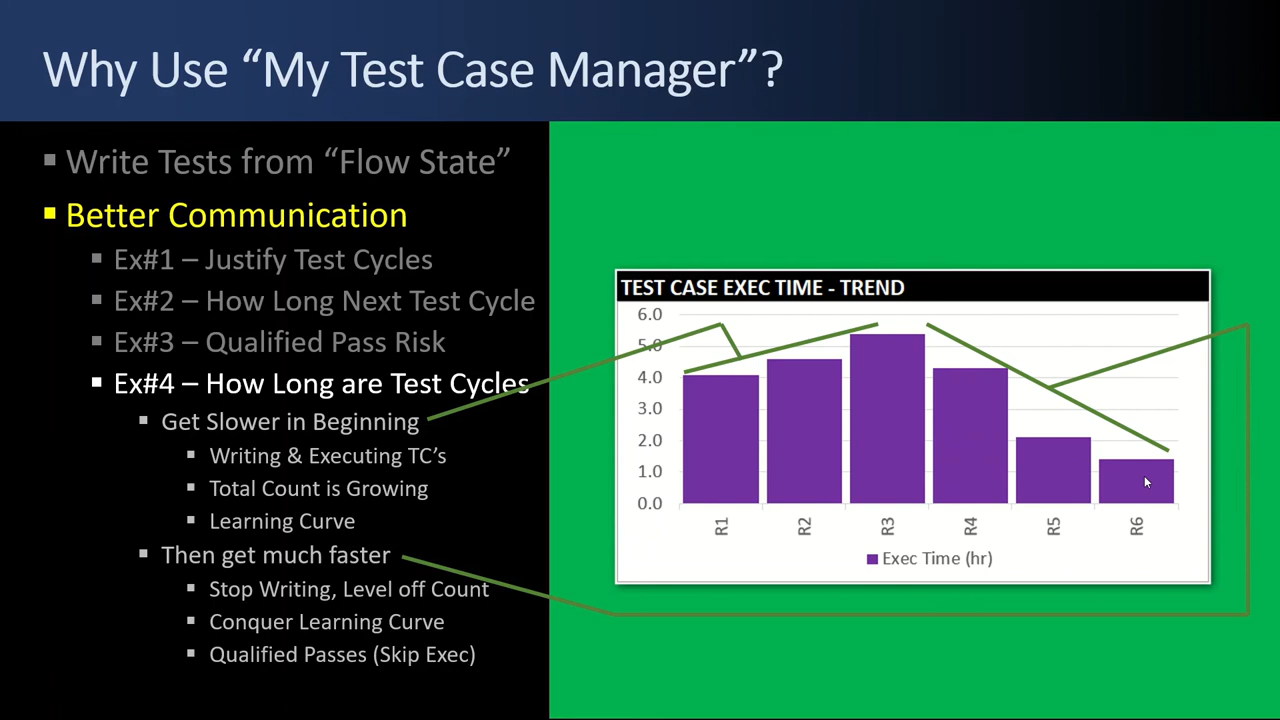 Why Use “My Test Case Manager”?
Write Tests from “Flow State”
Better Communication
Ex#1 – Justify Test Cycles
Ex#2 – How Long Next Test Cycle
Ex#3 – Qualified Pass Risk
Ex#4 – How Long are Test Cycles
Get Slower in Beginning
Writing & Executing TC’s
Total Count is Growing
Learning Curve
Then get much faster
Stop Writing, Level off Count
Conquer Learning Curve
Qualified Passes (Skip Exec)
TEST CASE EXEC TIME - TREND
6.0
5.0
4.0
3.0
2.0
1.0
0.0
R1
R2
R3
R4
R5
R6
Exec Time (hr)